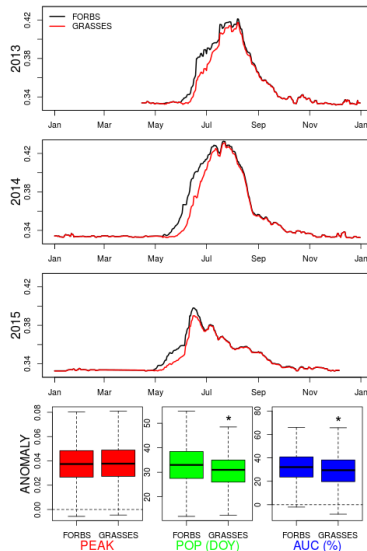 FORBS
GRASSES
2013
0.34 0.38 0.42
Jan Mar May Jul Sep Nov Jan
2014
0.34 0.38 0.42
Jan Mar May Jul Sep Nov Jan
2015
0.34 0.38 0.42
Jan Mar May Jul Sep Nov Jan
ANOMALY
0.00 0.02 0.04 0.06 0.08
20 30 40 50
*
0 20 40 60 80
*
FORBS GRASSES FORBS GRASSES FORBS GRASSES
PEAK POP (DOY) AUC (%)